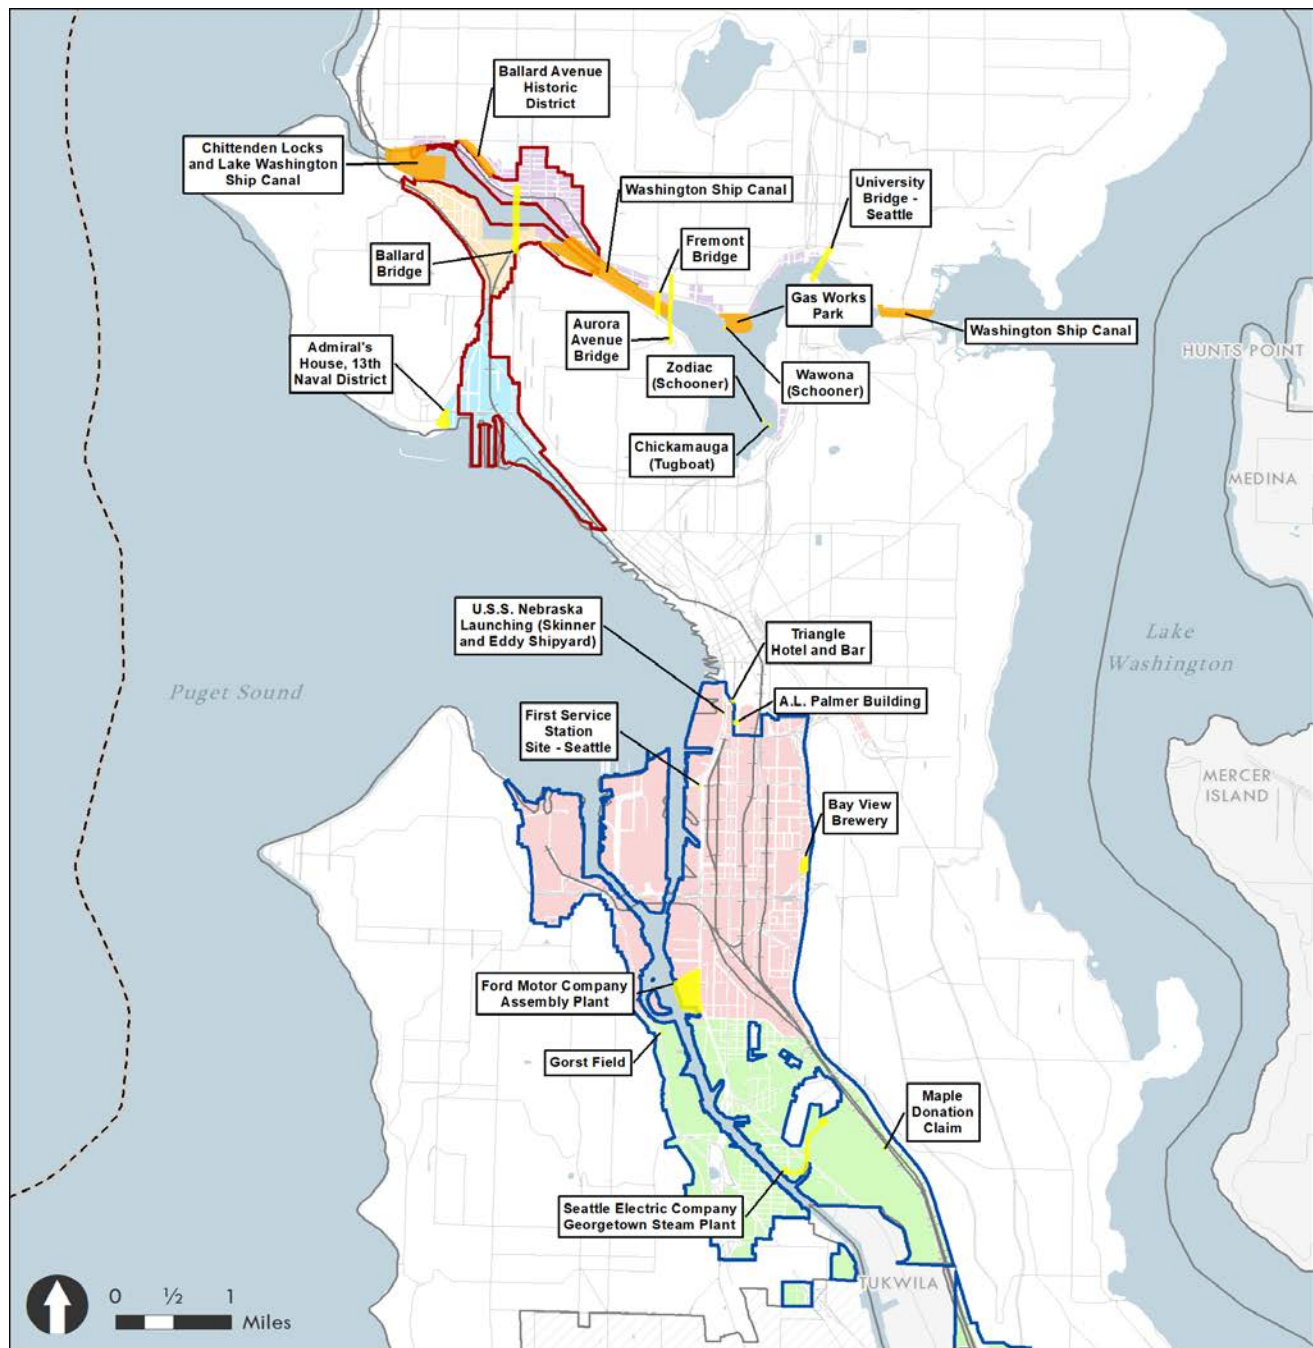 Ballard Avenue
Historic
District
Chittenden Locks
and Lake Washington
Ship Canal
Washington Ship Canal
University
Bridge -
Seattle
Fremont
Bridge
Ballard
Bridge
Gas Works
Park
Aurora
Avenue
Bridge
Washington Ship Canal
HUNTS POINT
Admiral's
House, 13th
Naval District
Zodiac
(Schooner)
Wawona
(Schooner)
Chickamauga
(Tugboat)
MEDINA
U.S.S. Nebraska
Launching (Skinner
and Eddy Shipyard)
Triangle
Hotel and Bar
Lake
Washington
Puget Sound
A.L. Palmer Building
First Service
Station
Site - Seattle
MERCER
ISLAND
Bay View
Brewery
Ford Motor Company
Assembly Plant
Gorst Field
Maple
Donation
Claim
Seattle Electric Company
Georgetown Steam Plant
TUKWILA
0 ½ 1
Miles